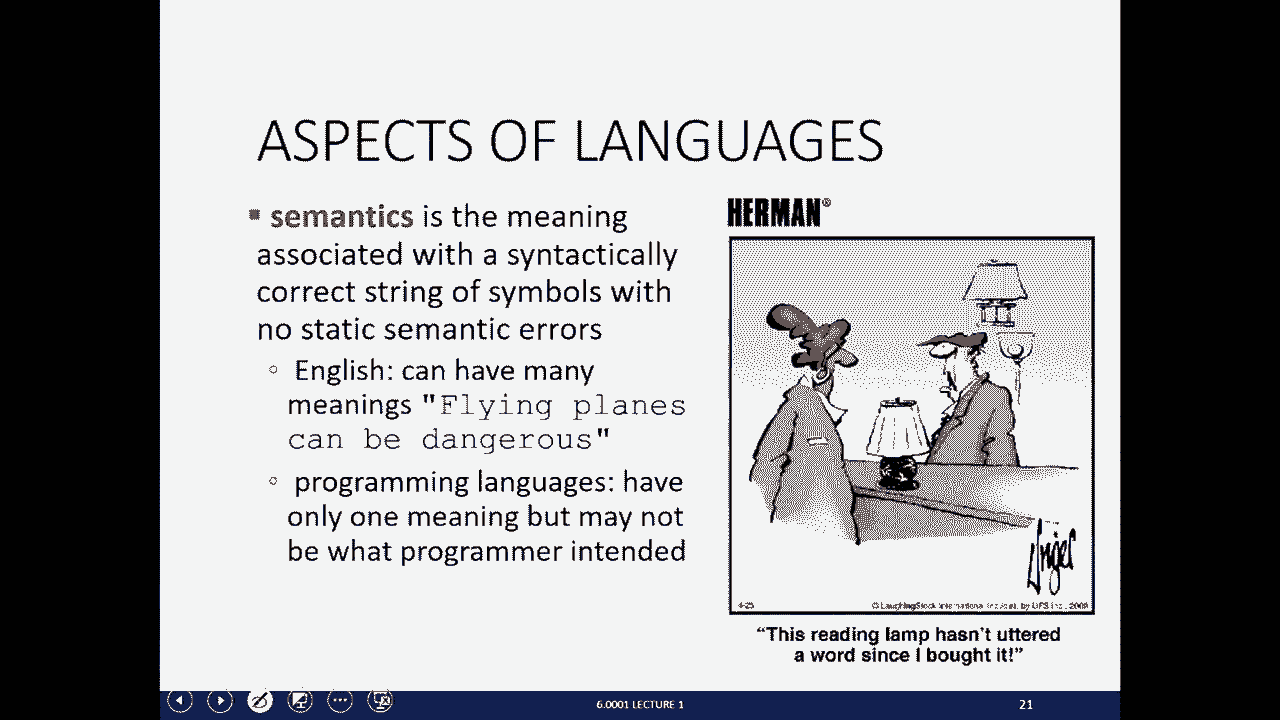 ASPECTS OF LANGUAGES
▪ semantics is the meaning
associated with a syntactically
correct string of symbols with
no static semantic errors
◦ English: can have many
meanings "Flying planes
can be dangerous"
◦ programming languages: have
only one meaning but may not
be what programmer intended
HERMAN®
4-25
© LaughingStock International Inc./dist. by UFS Inc., 2009
“This reading lamp hasn’t uttered
a word since I bought it!”
6.0001 LECTURE 1
21